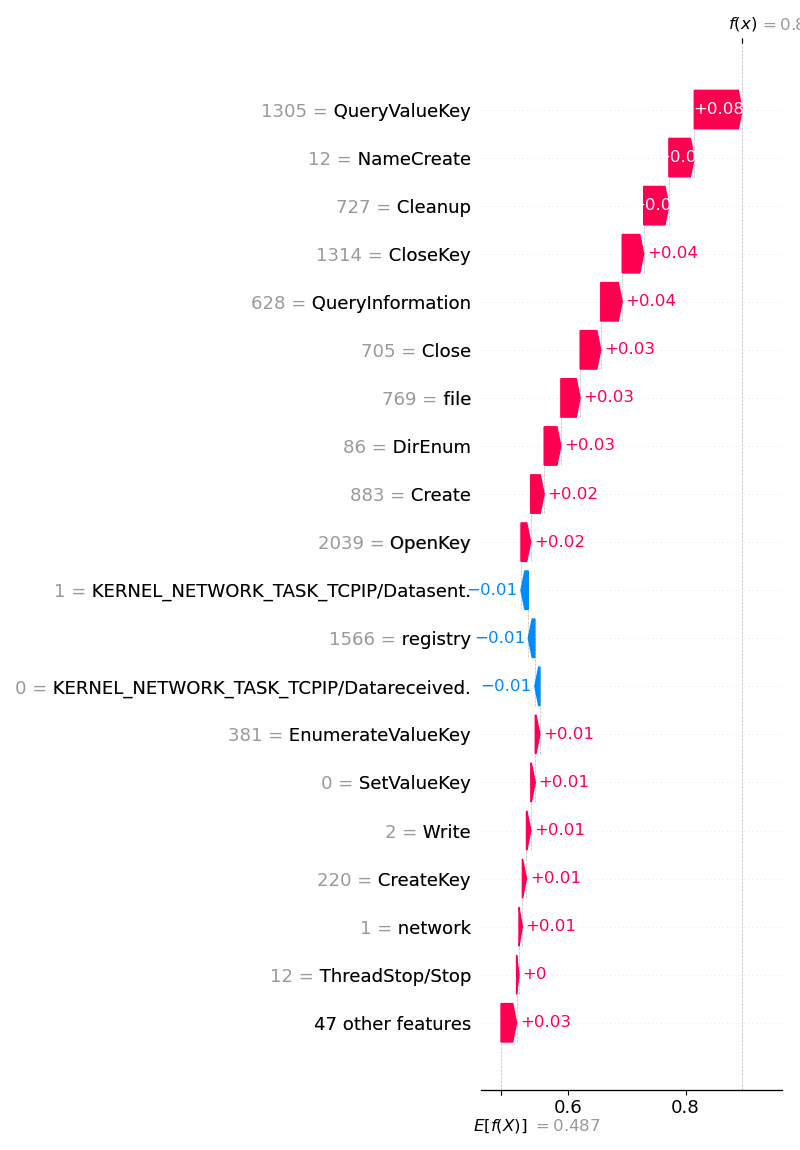 f(x) = 0.8
1305 = QueryValueKey +0.08
12 = NameCreate
727 = Cleanup
1314 = CloseKey +0.04
628 = QueryInformation +0.04
705 = Close +0.03
769 = file +0.03
86 = DirEnum +0.03
883 = Create +0.02
2039 = OpenKey +0.02
1 = KERNEL_NETWORK_TASK_TCPIP/Datasent. −0.01
1566 = registry −0.01
0 = KERNEL_NETWORK_TASK_TCPIP/Datareceived. −0.01
381 = EnumerateValueKey +0.01
0 = SetValueKey +0.01
2 = Write +0.01
220 = CreateKey +0.01
1 = network +0.01
12 = ThreadStop/Stop +0
47 other features +0.03
0.6 0.8
E[f(X)] = 0.487